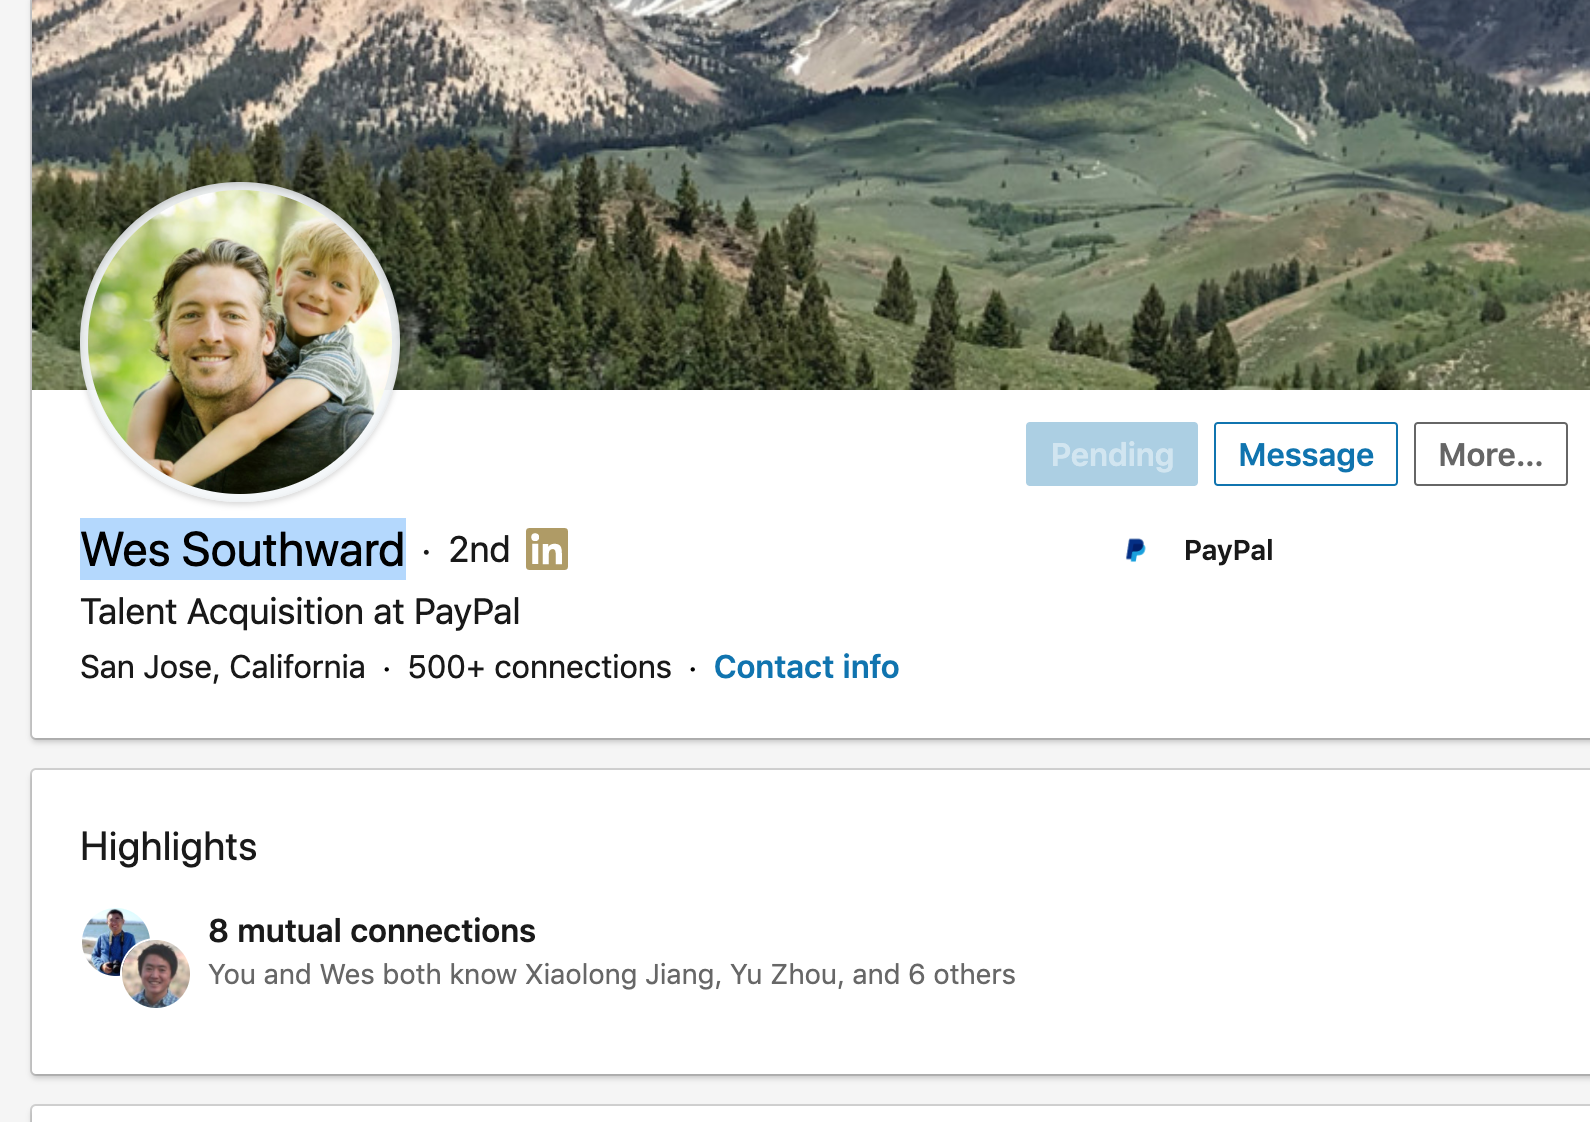 Pending
Message
More...
Wes Southward · 2nd in
PayPal
Talent Acquisition at PayPal
San Jose, California · 500+ connections · Contact info
Highlights
8 mutual connections
You and Wes both know Xiaolong Jiang, Yu Zhou, and 6 others